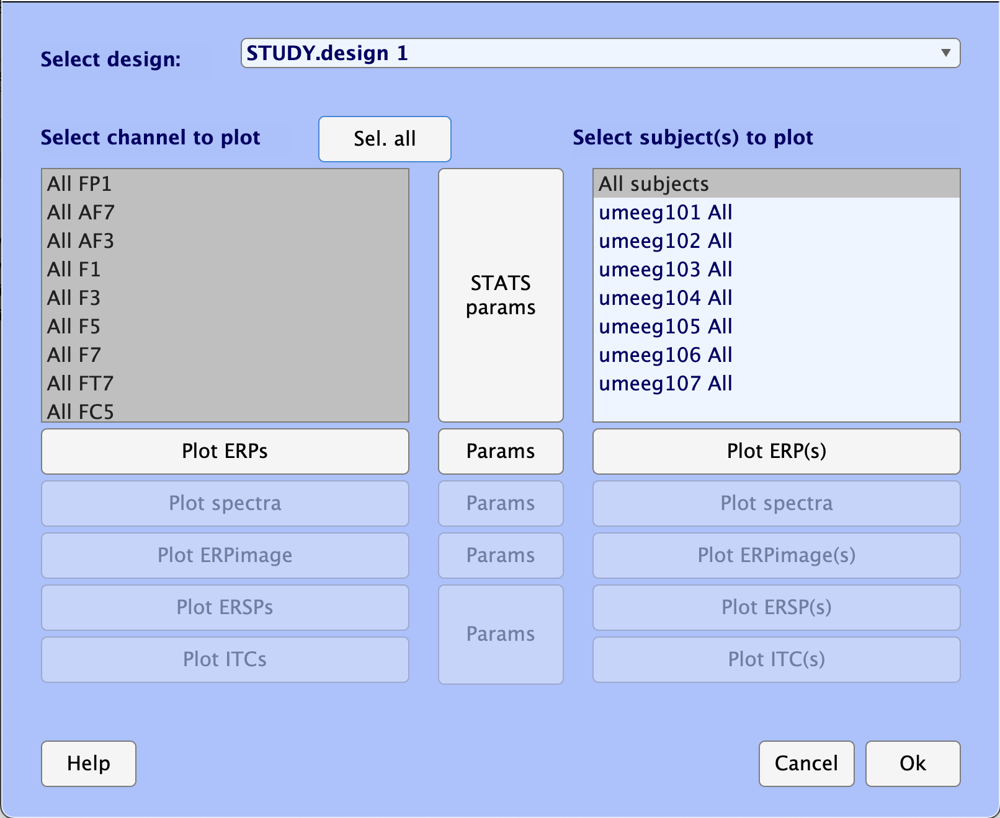 Select design:
STUDY.design 1
Select channel to plot
Sel. all
Select subject(s) to plot
All FP1
All AF7
All AF3
All F1
All F3
All F5
All F7
All FT7
All FC5
STATS
params
All subjects
umeeg101 All
umeeg102 All
umeeg103 All
umeeg104 All
umeeg105 All
umeeg106 All
umeeg107 All
Plot ERPs
Params
Plot ERP(s)
Plot spectra
Params
Plot spectra
Plot ERPimage
Params
Plot ERPimage(s)
Plot ERSPs
Params
Plot ERSP(s)
Plot ITCs
Plot ITC(s)
Help
Cancel
Ok